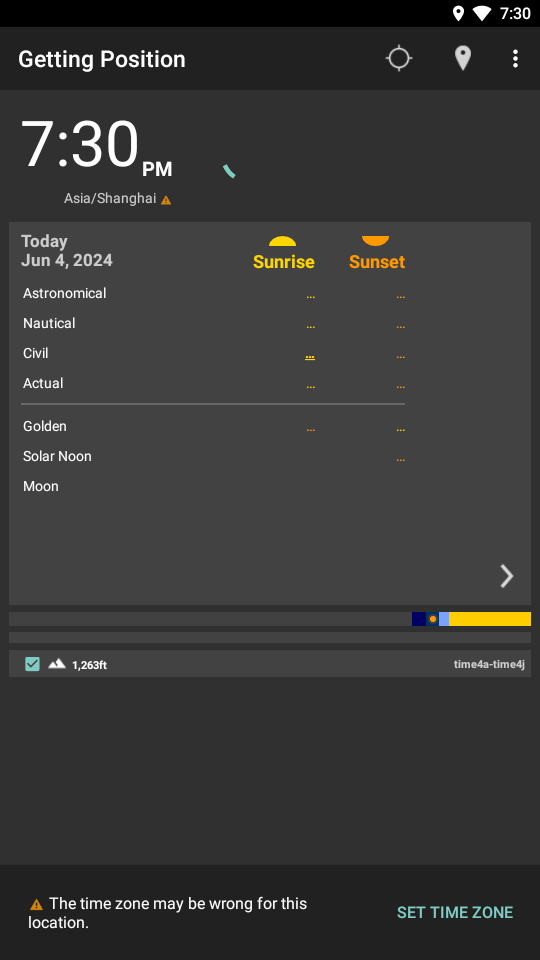 7:30
Getting Position
7:30 PM
Asia/Shanghai
Today
Jun 4, 2024
Sunrise Sunset
Astronomical ... ...
Nautical ... ...
Civil ... ...
Actual ... ...
Golden ... ...
Solar Noon ...
Moon
1,263ft time4a-time4j
The time zone may be wrong for this
location.
SET TIME ZONE